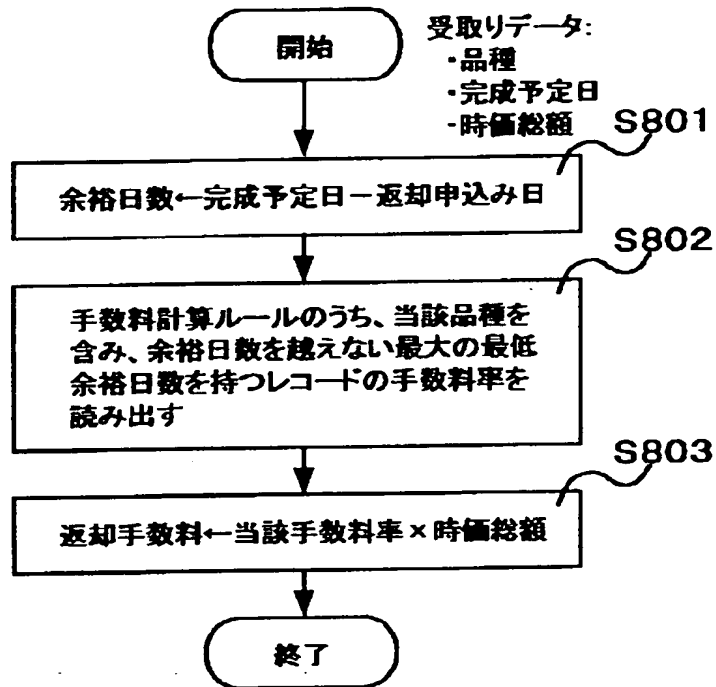 開始
受取りデータ:
・品種
・完成予定日
・時価総額
S801
余裕日数←完成予定日－返却申込み日
S802
手数料計算ルールのうち、当該品種を
含み、余裕日数を越えない最大の最低
余裕日数を持つレコードの手数料率を
読み出す
S803
返却手数料←当該手数料率×時価総額
終了